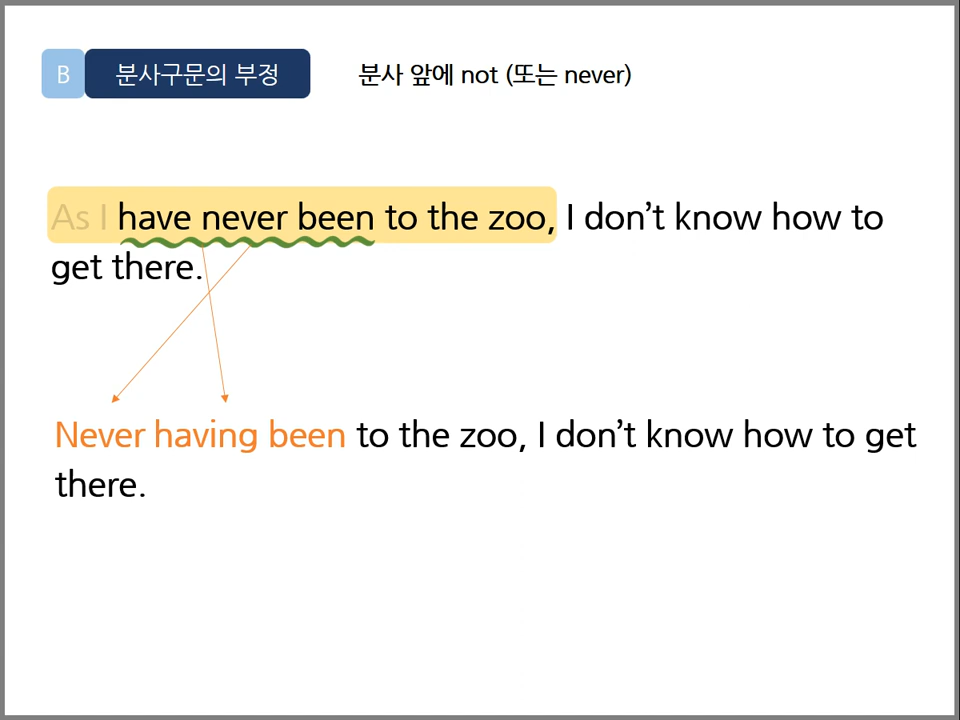 B 분사구문의 부정 분사 앞에 not (또는 never)
As I have never been to the zoo, I don’t know how to
get there.
Never having been to the zoo, I don’t know how to get
there.